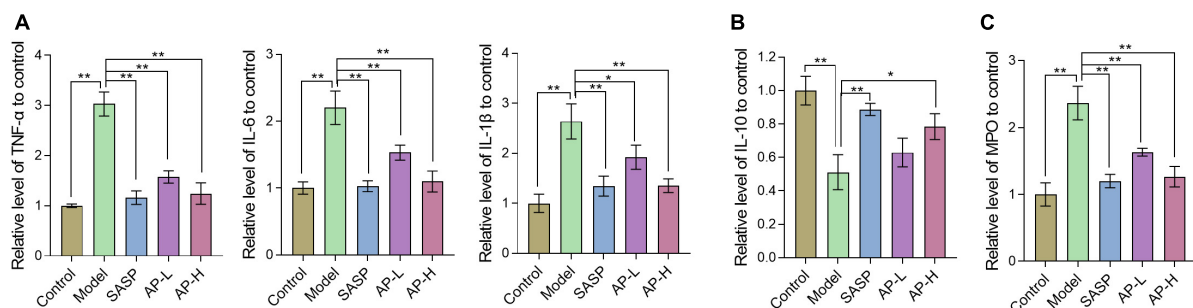 A
B
C
Relative level of TNF-α to control
4
3
2
1
0
**
**
**
**
Control
Model
SASP
AP-L
AP-H
Relative level of IL-6 to control
3
2
1
0
**
**
**
**
Control
Model
SASP
AP-L
AP-H
Relative level of IL-1β to control
4
3
2
1
0
**
**
*
**
Control
Model
SASP
AP-L
AP-H
Relative level of IL-10 to control
1.2
1.0
0.8
0.6
0.4
0.2
0.0
**
**
*
Control
Model
SASP
AP-L
AP-H
Relative level of MPO to control
3
2
1
0
**
**
**
**
Control
Model
SASP
AP-L
AP-H